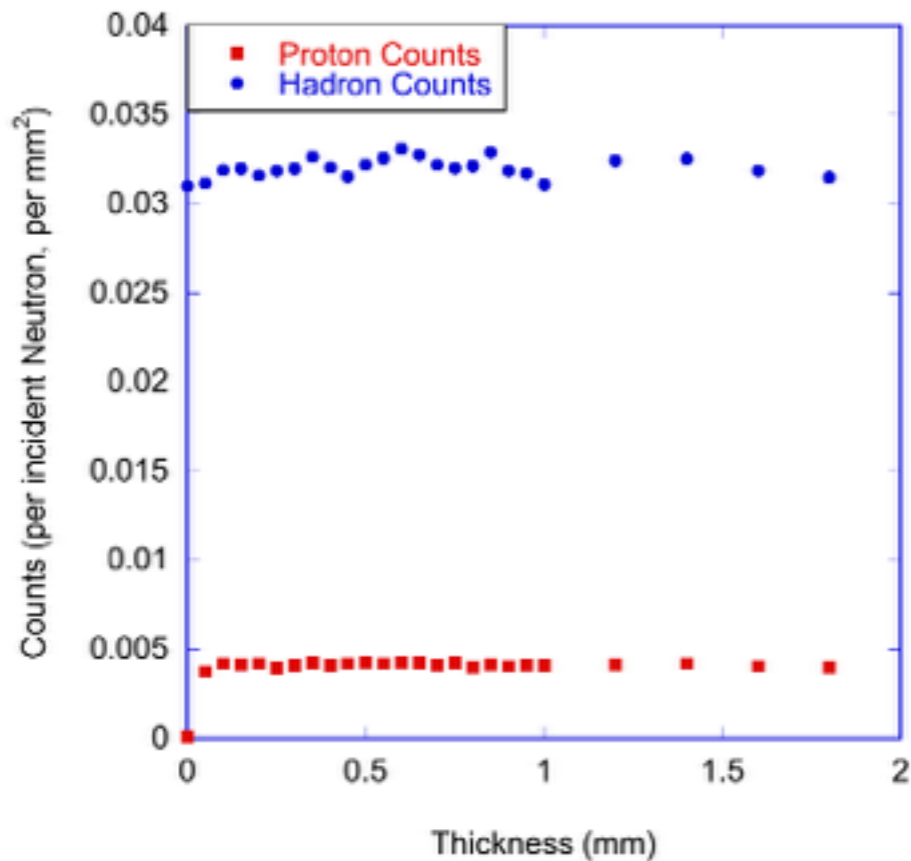 0.04
Proton Counts
Hadron Counts
0.035
0.03
0.025
0.02
0.015
0.01
0.005
0
Counts (per incident Neutron, per mm²)
0 0.5 1 1.5 2
Thickness (mm)